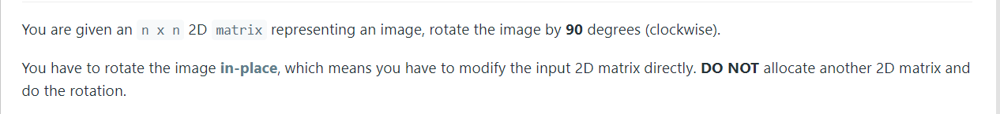 You are given an n x n 2D matrix representing an image, rotate the image by 90 degrees (clockwise).
You have to rotate the image in-place, which means you have to modify the input 2D matrix directly. DO NOT allocate another 2D matrix and
do the rotation.